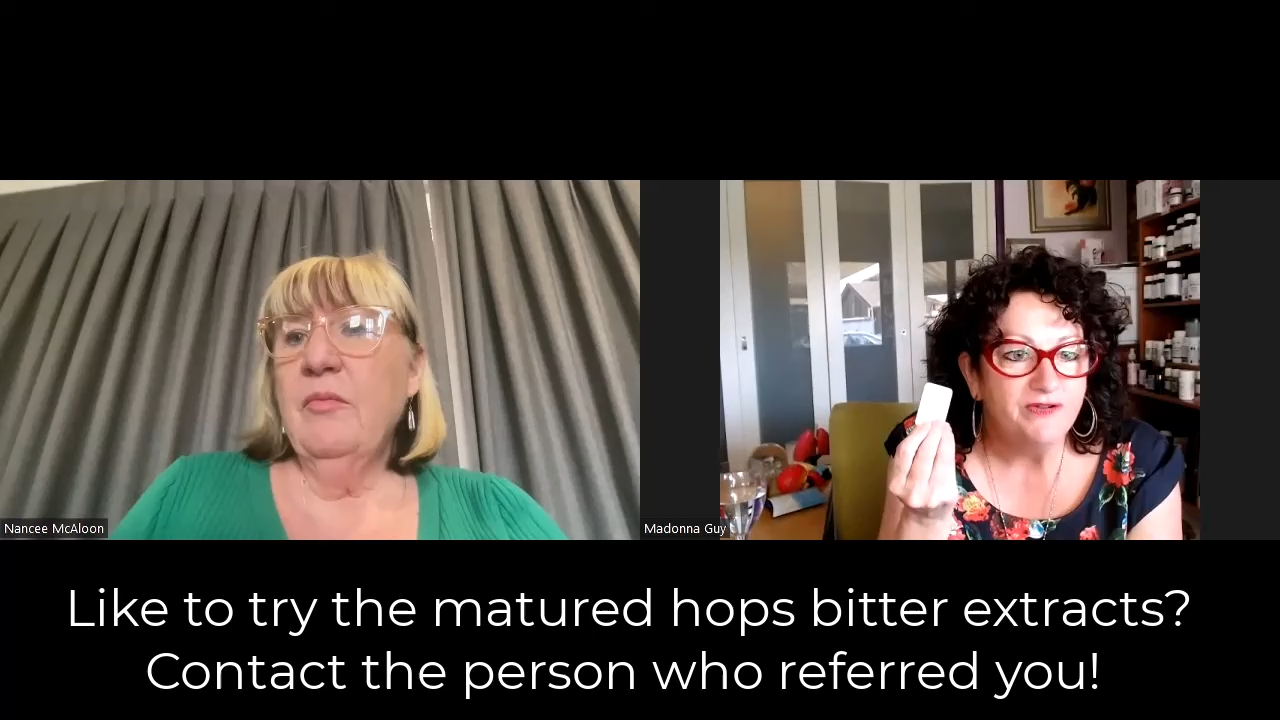 Nancee McAloon
Madonna Guy
Like to try the matured hops bitter extracts?
Contact the person who referred you!